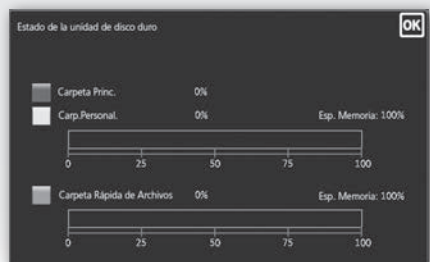 Estado de la unidad de disco duro OK
Carpeta Princ. 0%
Carp.Personal. 0% Esp. Memoria: 100%
0 25 50 75 100
Carpeta Rápida de Archivos 0% Esp. Memoria: 100%
0 25 50 75 100